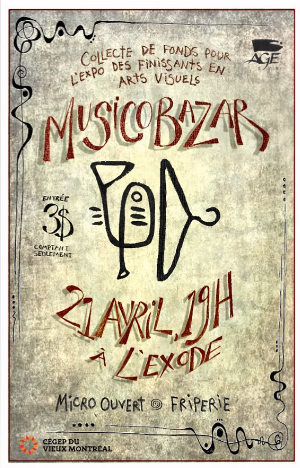 COLLECTE DE FONDS POUR
L'EXPO DES FINISSANTS EN
ARTS VISUELS
AGE
MUSICOBAZAR
ENTRÉE
3$
COMPTANT
SEULEMENT
21 AVRIL, 19H
À L'EXODE
MICRO OUVERT @ FRIPERIE
CÉGEP DU
VIEUX MONTRÉAL